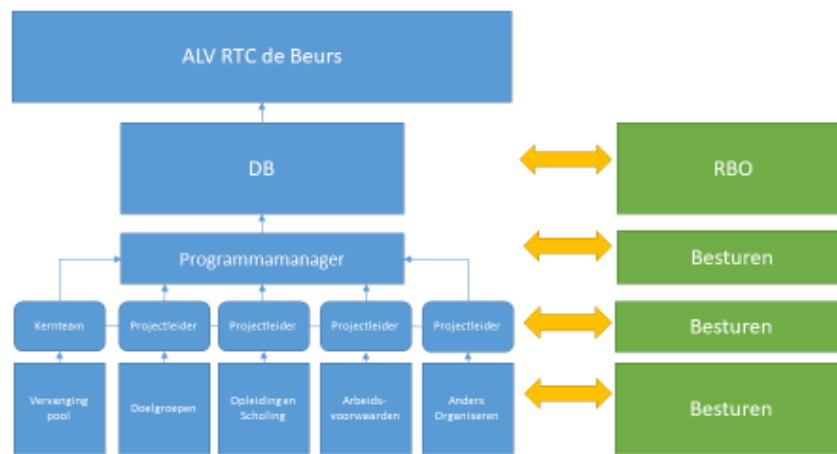 ALV RTC de Beurs
DB
RBO
Programmamanager
Besturen
Kernteam
Projectleider
Projectleider
Projectleider
Projectleider
Besturen
Vervanging
pool
Doelgroepen
Opleiding en
Scholing
Arbeids-
voorwaarden
Anders
Organiseren
Besturen